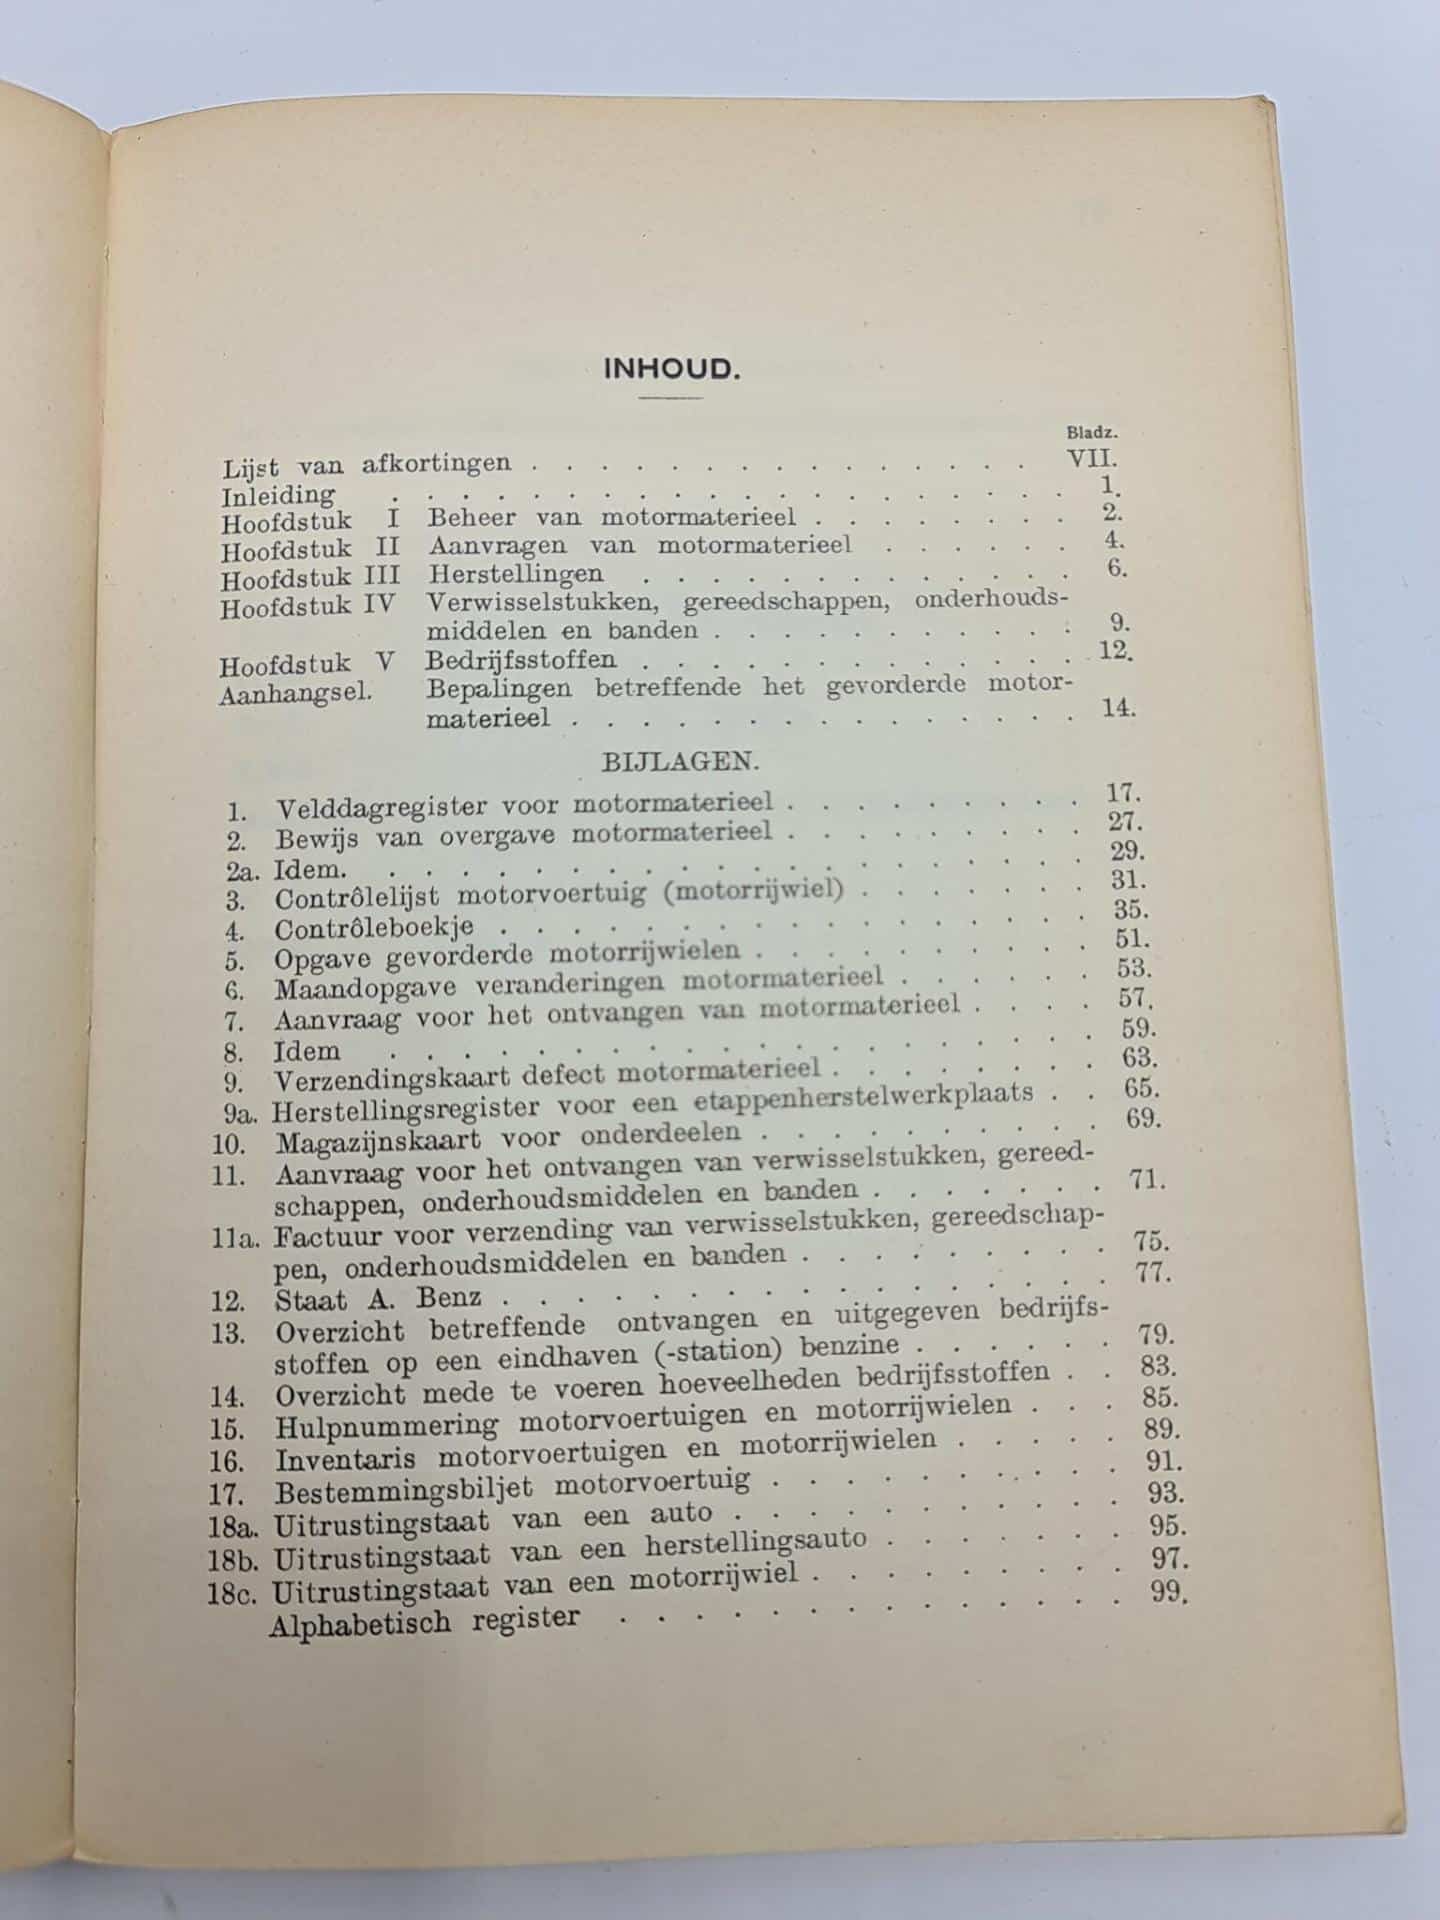 INHOUD.
Bladz.
Lijst van afkortingen . . . . . . . . . . . . . . . VII.
Inleiding . . . . . . . . . . . . . . . . . . . . 1.
Hoofdstuk I Beheer van motormaterieel . . . . . . . . 2.
Hoofdstuk II Aanvragen van motormaterieel . . . . . . 4.
Hoofdstuk III Herstellingen . . . . . . . . . . . . . 6.
Hoofdstuk IV Verwisselstukken, gereedschappen, onderhouds-
middelen en banden . . . . . . . . . . . 9.
Hoofdstuk V Bedrijfsstoffen . . . . . . . . . . . . . 12.
Aanhangsel. Bepalingen betreffende het gevorderde motor-
materieel . . . . . . . . . . . . . . . 14.
BIJLAGEN.
1. Velddagregister voor motormaterieel . . . . . . . . . 17.
2. Bewijs van overgave motormaterieel . . . . . . . . . 27.
2a. Idem. . . . . . . . . . . . . . . . . . . . . 29.
3. Contrôlelijst motorvoertuig (motorrijwiel) . . . . . . . 31.
4. Contrôleboekje . . . . . . . . . . . . . . . . . 35.
5. Opgave gevorderde motorrijwielen . . . . . . . . . . 51.
6. Maandopgave veranderingen motormaterieel . . . . . . 53.
7. Aanvraag voor het ontvangen van motormaterieel . . . . 57.
8. Idem . . . . . . . . . . . . . . . . . . . . 59.
9. Verzendingskaart defect motormaterieel . . . . . . . . 63.
9a. Herstellingsregister voor een etappenherstelwerkplaats . . 65.
10. Magazijnskaart voor onderdeelen . . . . . . . . . . 69.
11. Aanvraag voor het ontvangen van verwisselstukken, gereed-
schappen, onderhoudsmiddelen en banden . . . . . . . 71.
11a. Factuur voor verzending van verwisselstukken, gereedschap-
pen, onderhoudsmiddelen en banden . . . . . . . . . 75.
12. Staat A. Benz . . . . . . . . . . . . . . . . . 77.
13. Overzicht betreffende ontvangen en uitgegeven bedrijfs-
stoffen op een eindhaven (-station) benzine . . . . . . 79.
14. Overzicht mede te voeren hoeveelheden bedrijfsstoffen . . 83.
15. Hulpnummering motorvoertuigen en motorrijwielen . . . 85.
16. Inventaris motorvoertuigen en motorrijwielen . . . . . 89.
17. Bestemmingsbiljet motorvoertuig . . . . . . . . . . 91.
18a. Uitrustingstaat van een auto . . . . . . . . . . . 93.
18b. Uitrustingstaat van een herstellingsauto . . . . . . . 95.
18c. Uitrustingstaat van een motorrijwiel . . . . . . . . . 97.
Alphabetisch register . . . . . . . . . . . . . . 99.